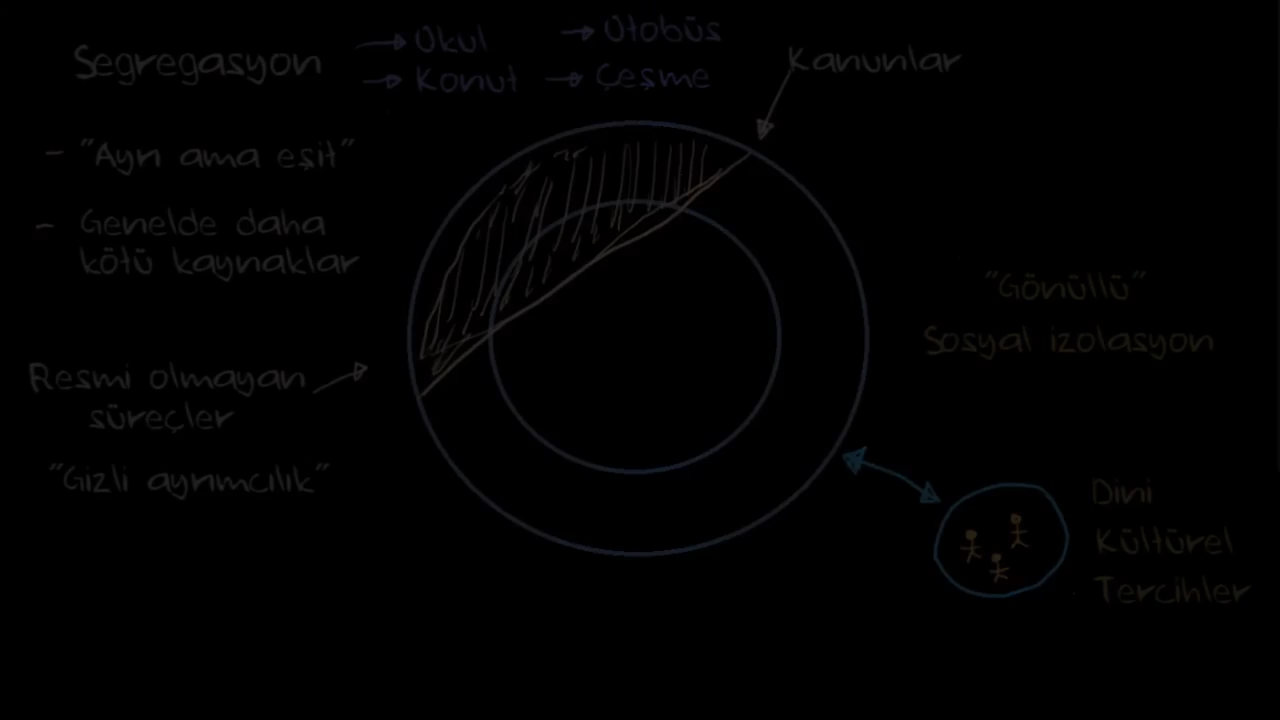 Segregasyon
→ Okul → Otobüs
→ Konut → Çeşme
Kanunlar
- "Ayrı ama eşit"
- Genelde daha
kötü kaynaklar
"Gönüllü"
Sosyal izolasyon
Resmi olmayan
süreçler
"Gizli ayrımcılık"
Dini
Kültürel
Tercihler